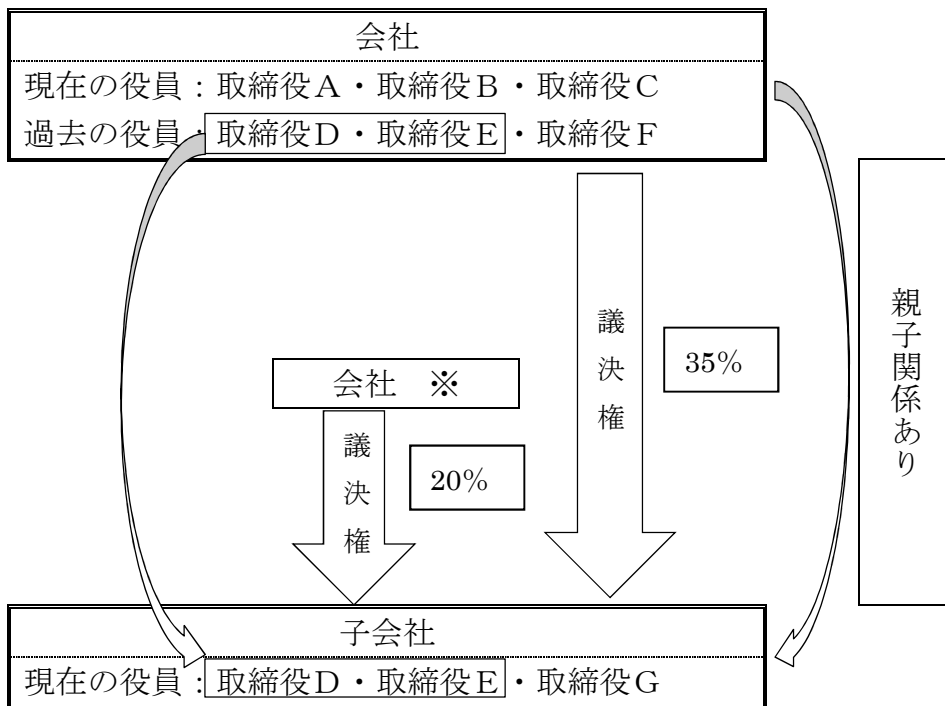 会社
現在の役員：取締役A・取締役B・取締役C
過去の役員：取締役D・取締役E・取締役F
議決権
35%
親子関係あり
会社 ※
議決権
20%
子会社
現在の役員：取締役D・取締役E・取締役G